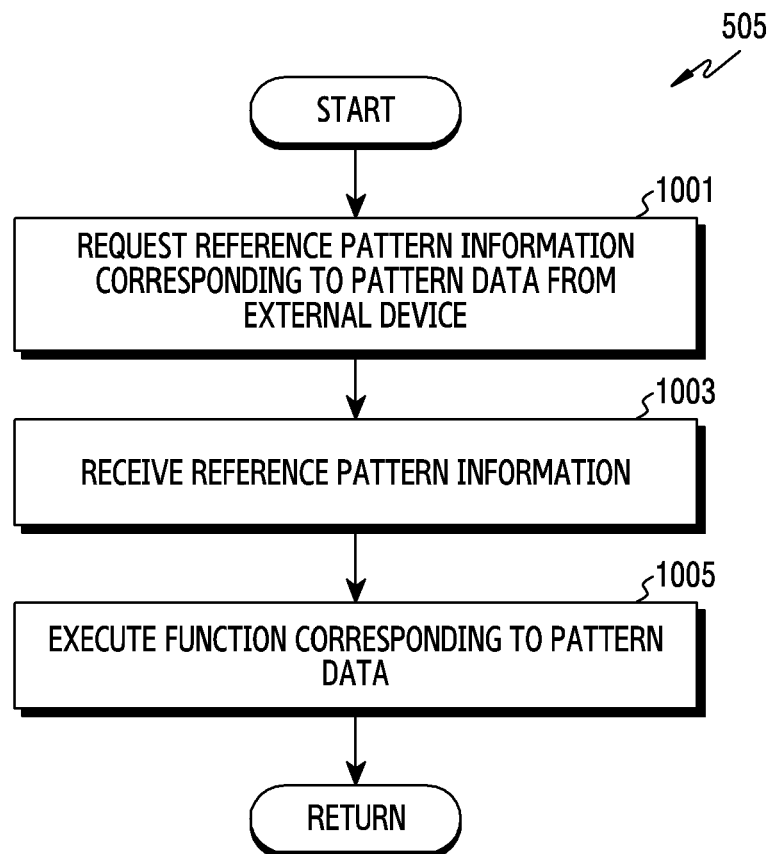 505
START
1001
REQUEST REFERENCE PATTERN INFORMATION
CORRESPONDING TO PATTERN DATA FROM
EXTERNAL DEVICE
1003
RECEIVE REFERENCE PATTERN INFORMATION
1005
EXECUTE FUNCTION CORRESPONDING TO PATTERN
DATA
RETURN